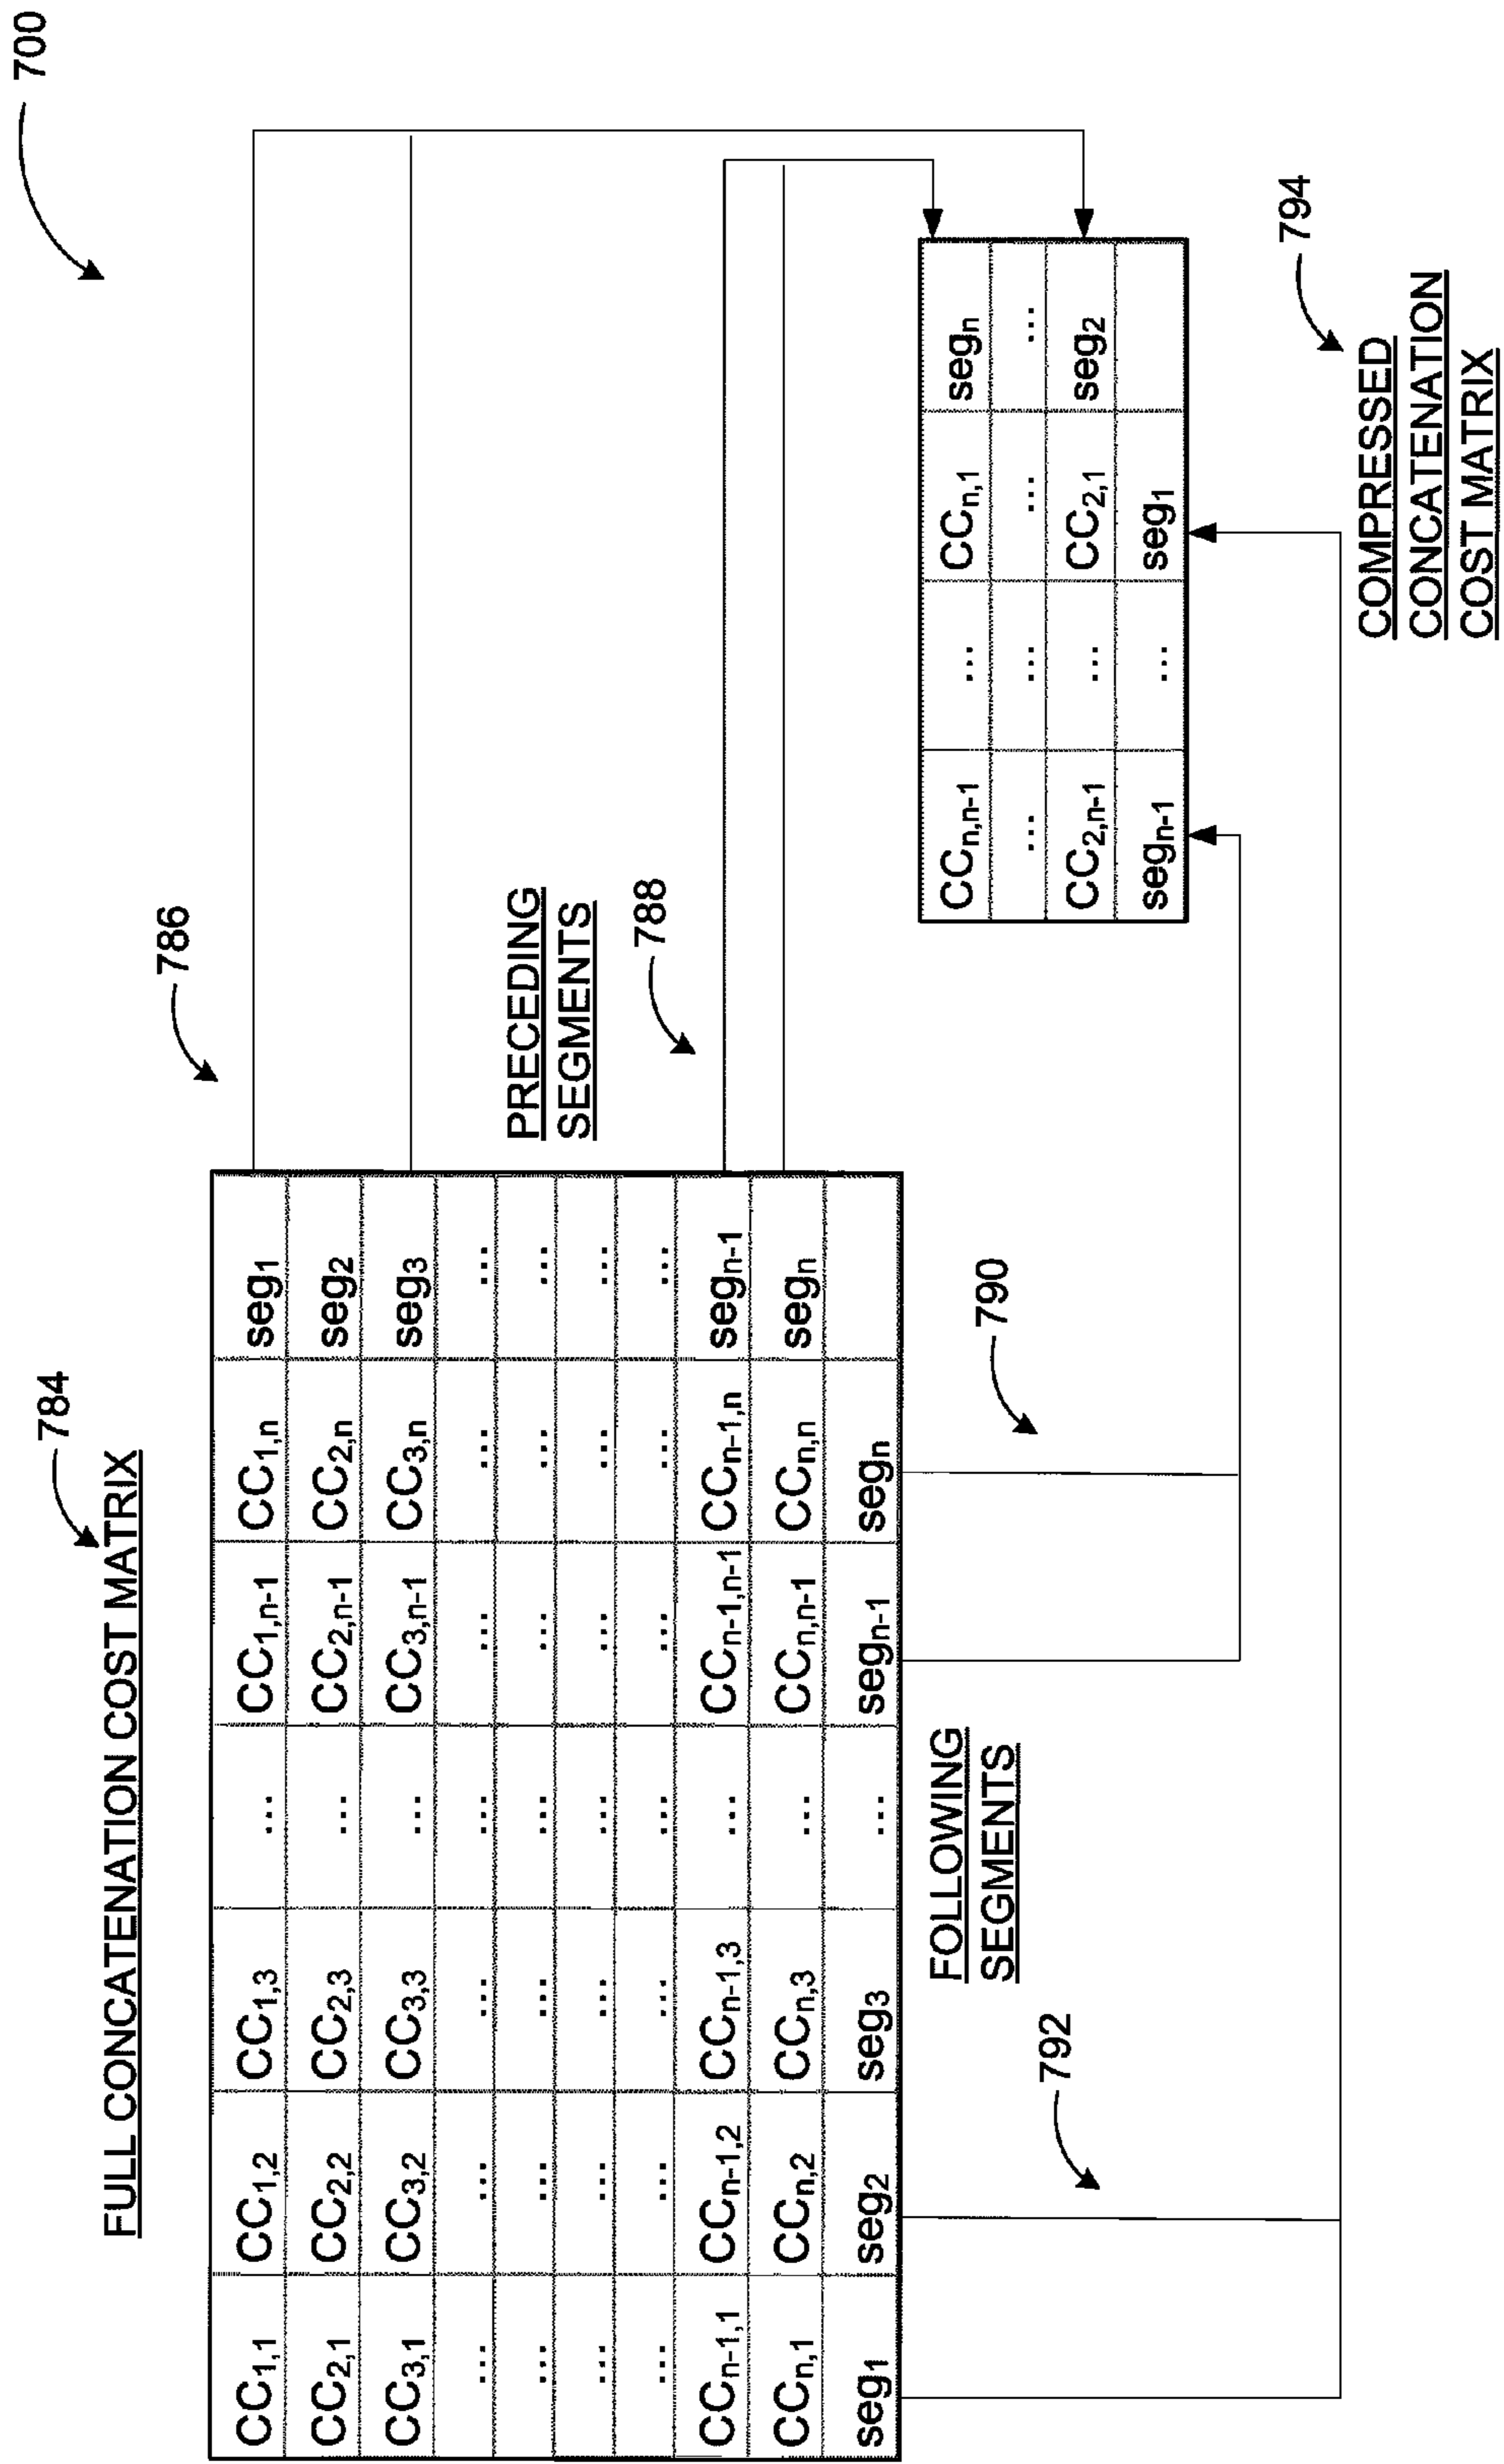 700
784
FULL CONCATENATION COST MATRIX
786
CC1,1 CC1,2 CC1,3 ... CC1,n-1 CC1,n seg1
CC2,1 CC2,2 CC2,3 ... CC2,n-1 CC2,n seg2
CC3,1 CC3,2 CC3,3 ... CC3,n-1 CC3,n seg3
... ... ... ... ... ... ...
... ... ... ... ... ... ...
... ... ... ... ... ... ...
... ... ... ... ... ... ...
CCn-1,1 CCn-1,2 CCn-1,3 ... CCn-1,n-1 CCn-1,n segn-1
CCn,1 CCn,2 CCn,3 ... CCn,n-1 CCn,n segn
seg1 seg2 seg3 ... segn-1 segn
PRECEDING
SEGMENTS
788
FOLLOWING
SEGMENTS
790
792
CCn,n-1 ... CCn,1 segn
... ... ... ...
CC2,n-1 ... CC2,1 seg2
segn-1 ... seg1
794
COMPRESSED
CONCATENATION
COST MATRIX